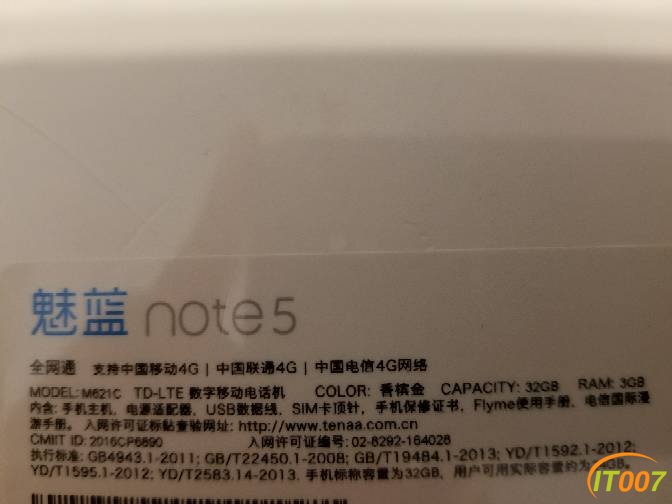 魅蓝 note5
全网通 支持中国移动4G | 中国联通4G | 中国电信4G网络
MODEL: M621C TD-LTE 数字移动电话机 COLOR: 香槟金 CAPACITY: 32GB RAM: 3GB
内含: 手机主机, 电源适配器, USB数据线, SIM卡顶针, 手机保修证书, Flyme使用手册, 电信国际漫
游手册。入网许可证标贴查验网址: http://www.tenaa.com.cn
CMIIT ID: 2016CP6890 入网许可证编号: 02-8292-164028
执行标准: GB4943.1-2011; GB/T22450.1-2008; GB/T19484.1-2013; YD/T1592.1-2012;
YD/T1595.1-2012; YD/T2583.14-2013. 手机标称容量为32GB, 用户可用实际容量约为
IT007